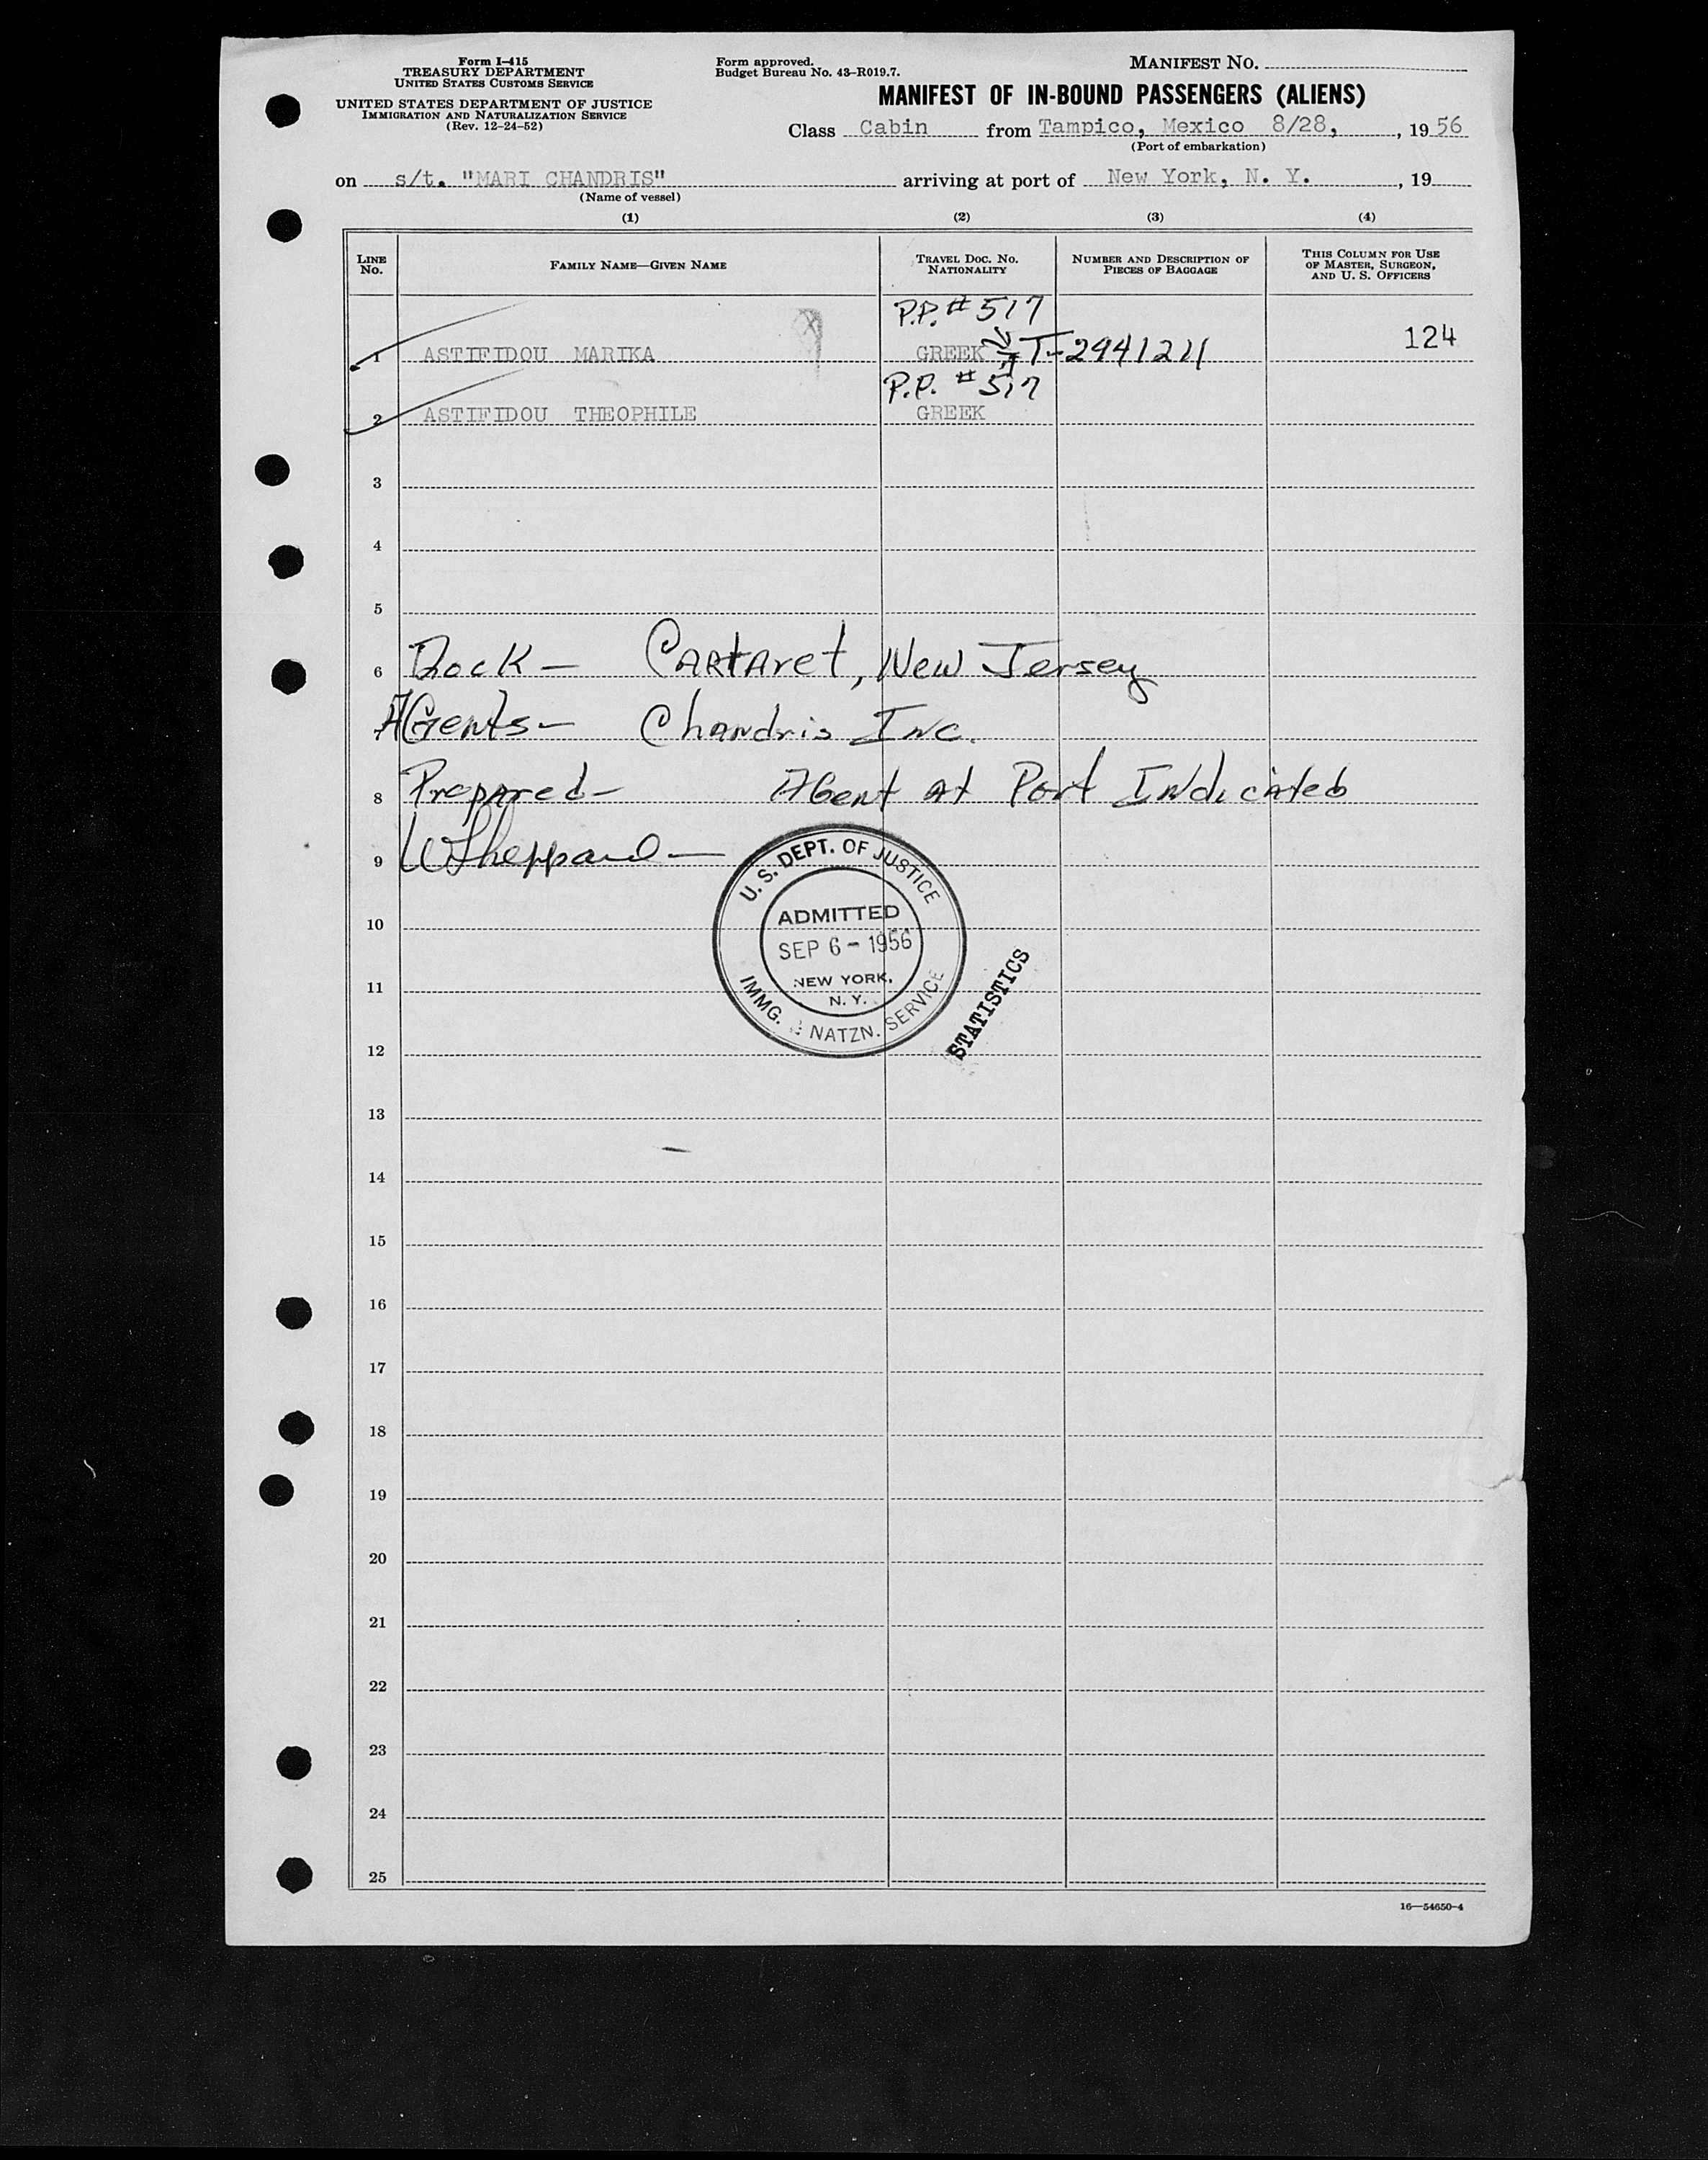 Form I-415
TREASURY DEPARTMENT
UNITED STATES CUSTOMS SERVICE
UNITED STATES DEPARTMENT OF JUSTICE
IMMIGRATION AND NATURALIZATION SERVICE
(Rev. 12-24-52)
Form approved.
Budget Bureau No. 43-R019.7.
MANIFEST NO.
MANIFEST OF IN-BOUND PASSENGERS (ALIENS)
Class Cabin from Tampico, Mexico 8/28, , 19 56
(Port of embarkation)
on s/t. "MARI CHANDRIS" arriving at port of New York, N. Y. , 19
(Name of vessel)
(1) (2) (3) (4)
LINE NO. FAMILY NAME—GIVEN NAME TRAVEL DOC. NO. NATIONALITY NUMBER AND DESCRIPTION OF PIECES OF BAGGAGE THIS COLUMN FOR USE OF MASTER, SURGEON, AND U. S. OFFICERS
P.P. # 517
1 ASTIFIDOU MARIKA GREEK T-2441211 124
P.P. # 517
2 ASTIFIDOU THEOPHILE GREEK
3
4
5
6 Dock — Cartaret, New Jersey
7 Agents — Chandris Inc.
8 Prepared — Agent at Port Indicated
9 WSheppard —
U. S. DEPT. OF JUSTICE
ADMITTED
SEP 6 - 1956
NEW YORK,
N. Y.
IMMG. & NATZN. SERVICE
STATISTICS
10
11
12
13
14
15
16
17
18
19
20
21
22
23
24
25
16—54650-4